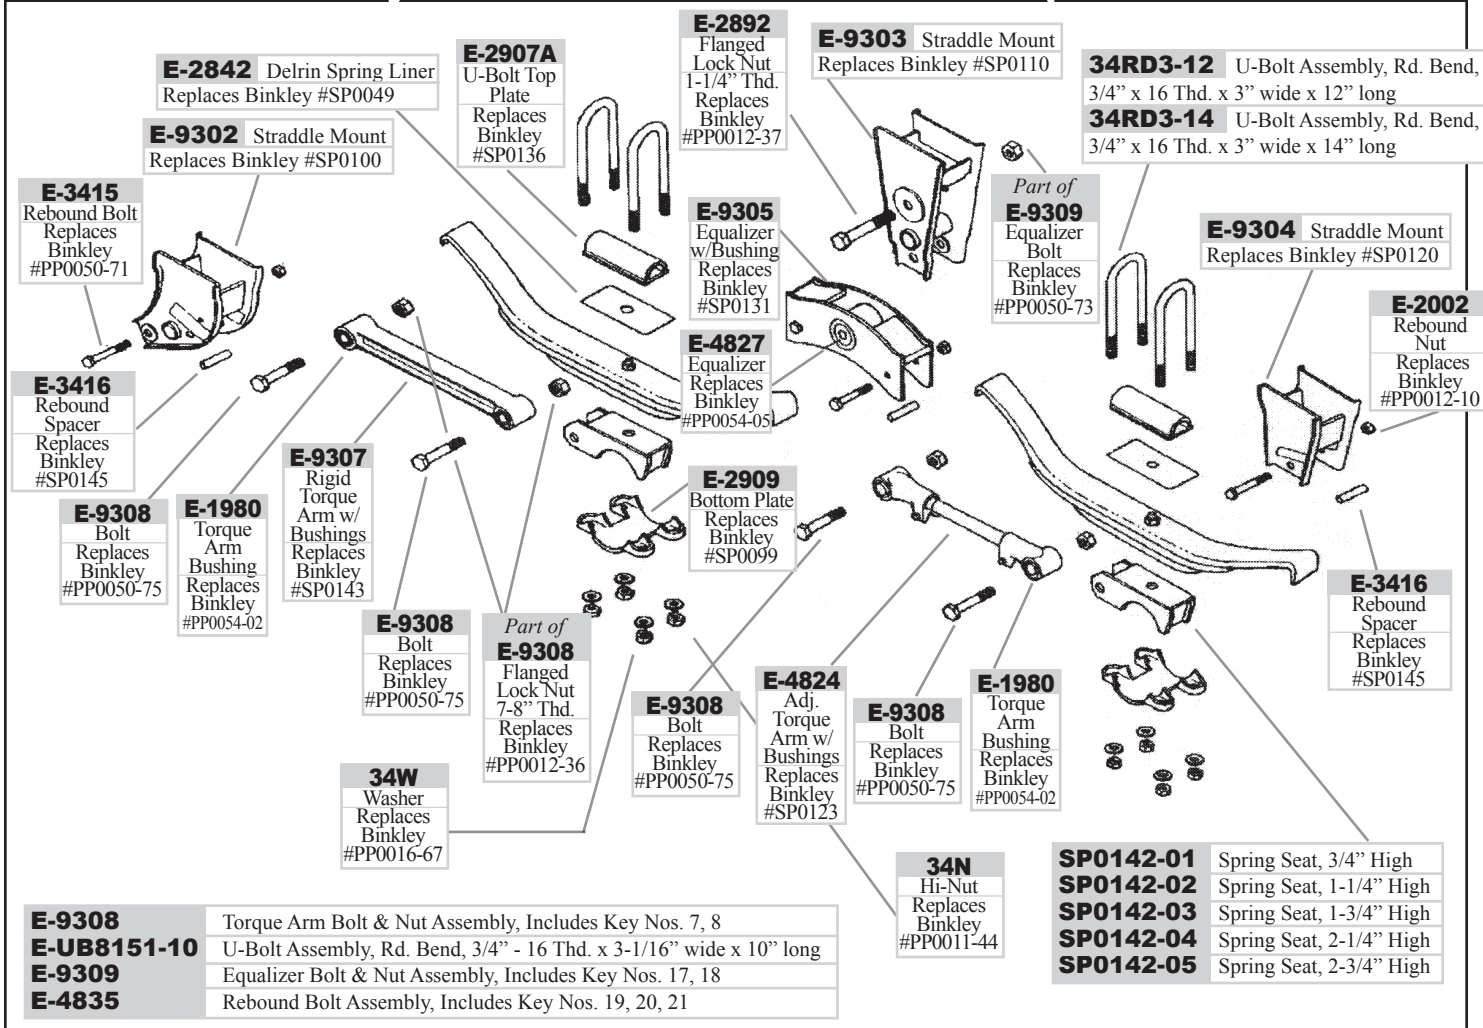 E-2842 Delrin Spring Liner
Replaces Binkley #SP0049
E-9302 Straddle Mount
Replaces Binkley #SP0100
E-2907A
U-Bolt Top
Plate
Replaces
Binkley
#SP0136
E-2892
Flanged
Lock Nut
1-1/4” Thd.
Replaces
Binkley
#PP0012-37
E-9303 Straddle Mount
Replaces Binkley #SP0110
34RD3-12 U-Bolt Assembly, Rd. Bend,
3/4” x 16 Thd. x 3” wide x 12” long
34RD3-14 U-Bolt Assembly, Rd. Bend,
3/4” x 16 Thd. x 3” wide x 14” long
E-3415
Rebound Bolt
Replaces
Binkley
#PP0050-71
E-9305
Equalizer
w/Bushing
Replaces
Binkley
#SP0131
Part of
E-9309
Equalizer
Bolt
Replaces
Binkley
#PP0050-73
E-9304 Straddle Mount
Replaces Binkley #SP0120
E-2002
Rebound
Nut
Replaces
Binkley
#PP0012-10
E-4827
Equalizer
Replaces
Binkley
#PP0054-05
E-3416
Rebound
Spacer
Replaces
Binkley
#SP0145
E-9308
Bolt
Replaces
Binkley
#PP0050-75
E-1980
Torque
Arm
Bushing
Replaces
Binkley
#PP0054-02
E-9307
Rigid
Torque
Arm w/
Bushings
Replaces
Binkley
#SP0143
E-2909
Bottom Plate
Replaces
Binkley
#SP0099
E-9308
Bolt
Replaces
Binkley
#PP0050-75
Part of
E-9308
Flanged
Lock Nut
7-8” Thd.
Replaces
Binkley
#PP0012-36
E-9308
Bolt
Replaces
Binkley
#PP0050-75
E-4824
Adj.
Torque
Arm w/
Bushings
Replaces
Binkley
#SP0123
E-9308
Bolt
Replaces
Binkley
#PP0050-75
E-1980
Torque
Arm
Bushing
Replaces
Binkley
#PP0054-02
E-3416
Rebound
Spacer
Replaces
Binkley
#SP0145
34W
Washer
Replaces
Binkley
#PP0016-67
34N
Hi-Nut
Replaces
Binkley
#PP0011-44
SP0142-01 Spring Seat, 3/4” High
SP0142-02 Spring Seat, 1-1/4” High
SP0142-03 Spring Seat, 1-3/4” High
SP0142-04 Spring Seat, 2-1/4” High
SP0142-05 Spring Seat, 2-3/4” High
E-9308 Torque Arm Bolt & Nut Assembly, Includes Key Nos. 7, 8
E-UB8151-10 U-Bolt Assembly, Rd. Bend, 3/4” - 16 Thd. x 3-1/16” wide x 10” long
E-9309 Equalizer Bolt & Nut Assembly, Includes Key Nos. 17, 18
E-4835 Rebound Bolt Assembly, Includes Key Nos. 19, 20, 21